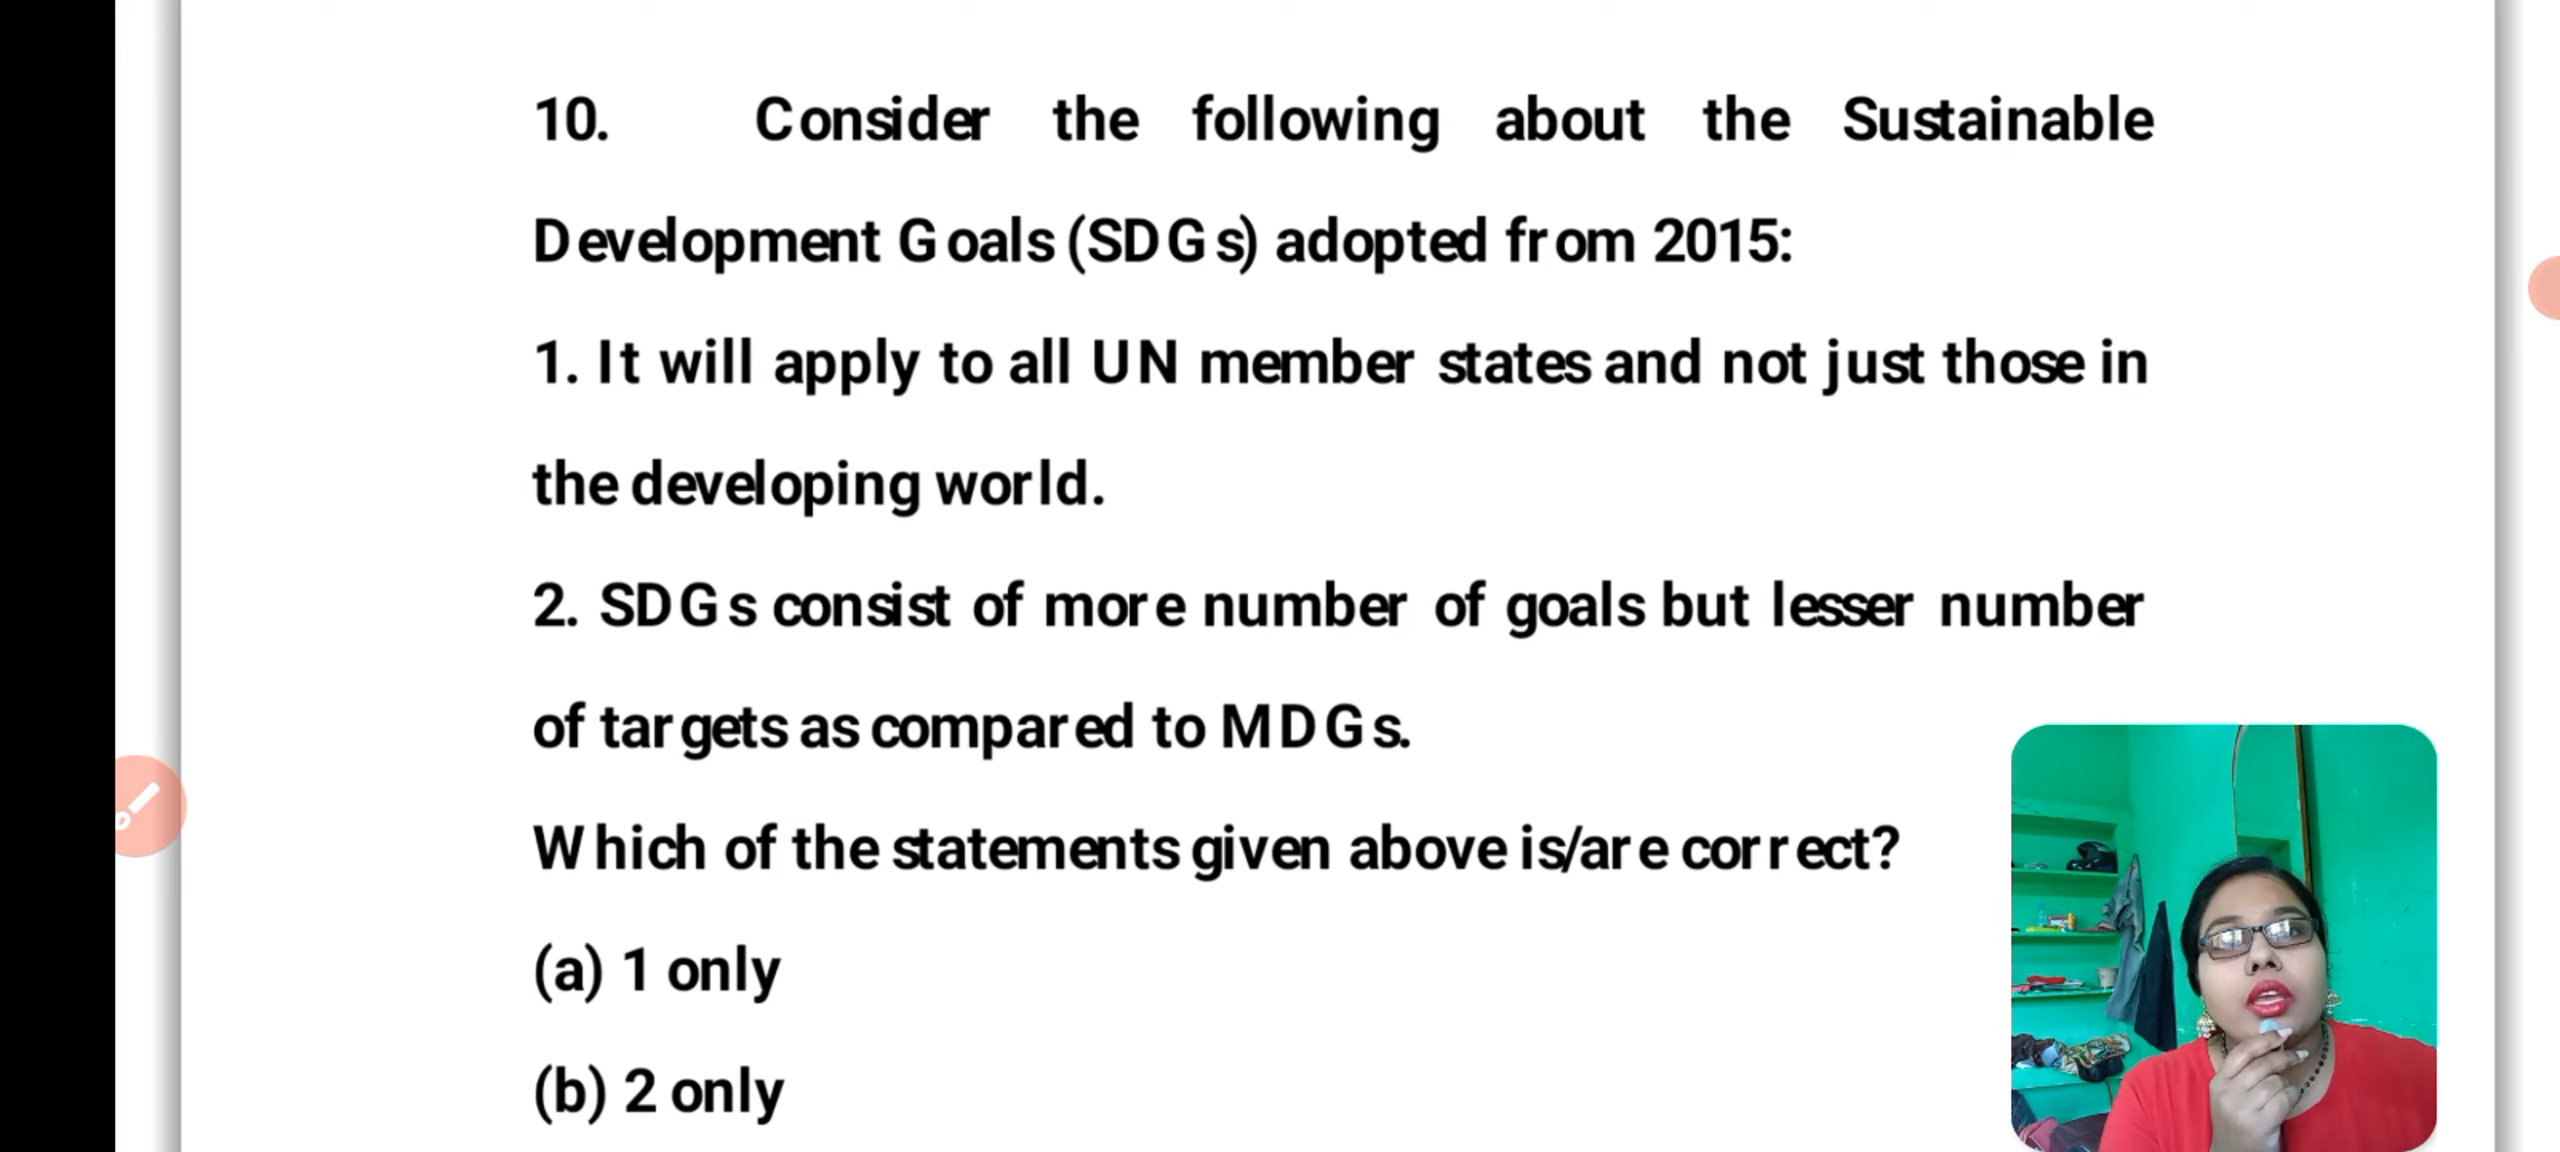 10. Consider the following about the Sustainable
Development Goals (SDGs) adopted from 2015:
1. It will apply to all UN member states and not just those in
the developing world.
2. SDGs consist of more number of goals but lesser number
of targets as compared to MDGs.
Which of the statements given above is/are correct?
(a) 1 only
(b) 2 only